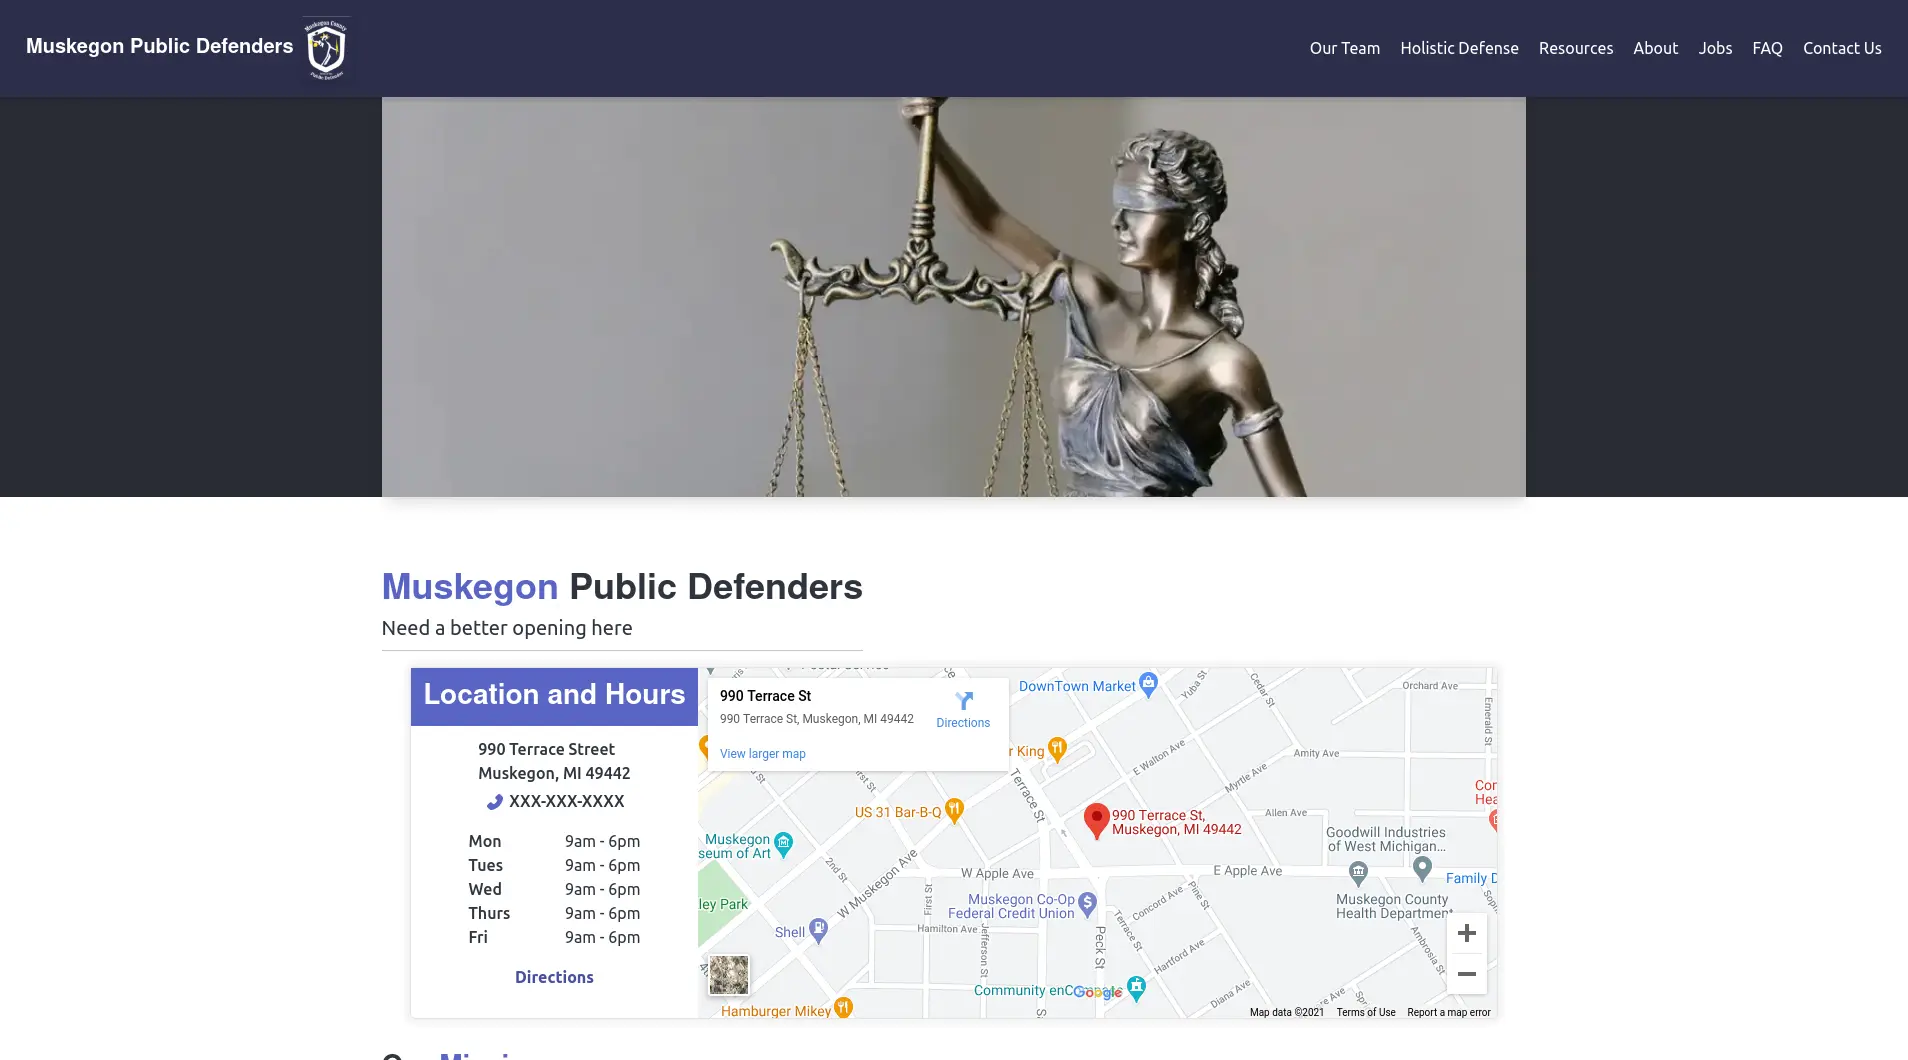 Muskegon Public Defenders
Muskegon County
Public Defender
Our Team Holistic Defense Resources About Jobs FAQ Contact Us
Muskegon Public Defenders
Need a better opening here
Location and Hours
990 Terrace Street
Muskegon, MI 49442
XXX-XXX-XXXX
Mon 9am - 6pm
Tues 9am - 6pm
Wed 9am - 6pm
Thurs 9am - 6pm
Fri 9am - 6pm
Directions
990 Terrace St
990 Terrace St, Muskegon, MI 49442
Directions
View larger map
DownTown Market
Yuba St
Cedar St
Orchard Ave
Emerald St
r King
E Walton Ave
Amity Ave
Myrtle Ave
Terrace St
US 31 Bar-B-Q
990 Terrace St,
Muskegon, MI 49442
Allen Ave
Goodwill Industries
of West Michigan...
Muskegon
seum of Art
2nd St
W Muskegon Ave
W Apple Ave
E Apple Ave
Family D
Muskegon Co-Op
Federal Credit Union
Muskegon County
Health Department
First St
Pine St
Concord Ave
ley Park
Shell
Hamilton Ave
Jefferson St
Peck St
Terrace St
Hartford Ave
Ambrosia St
Community enCompass
Google
Diana Ave
Hamburger Mikey
Map data ©2021 Terms of Use Report a map error